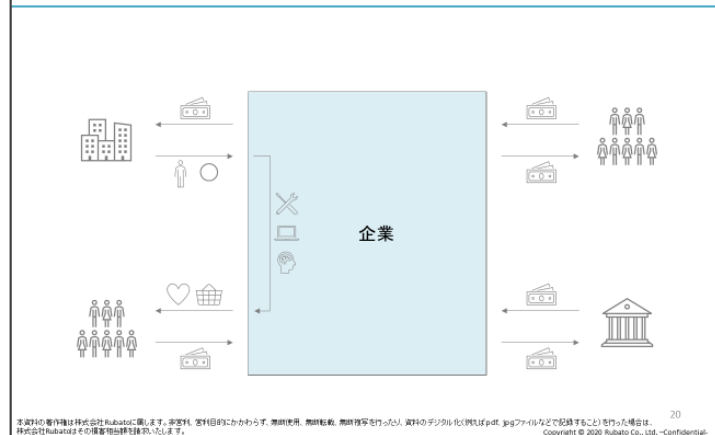 企業
20
本資料の著作権は株式会社Rubatoに属します。非営利、営利目的にかかわらず、無断使用、無断転載、無断複写を行ったり、資料のデジタル化(例えばpdf, jpgファイルなどで記録すること)を行った場合は、
株式会社Rubatoはその損害相当額を請求いたします。
Copyright © 2020 Rubato Co., Ltd. –Confidential-